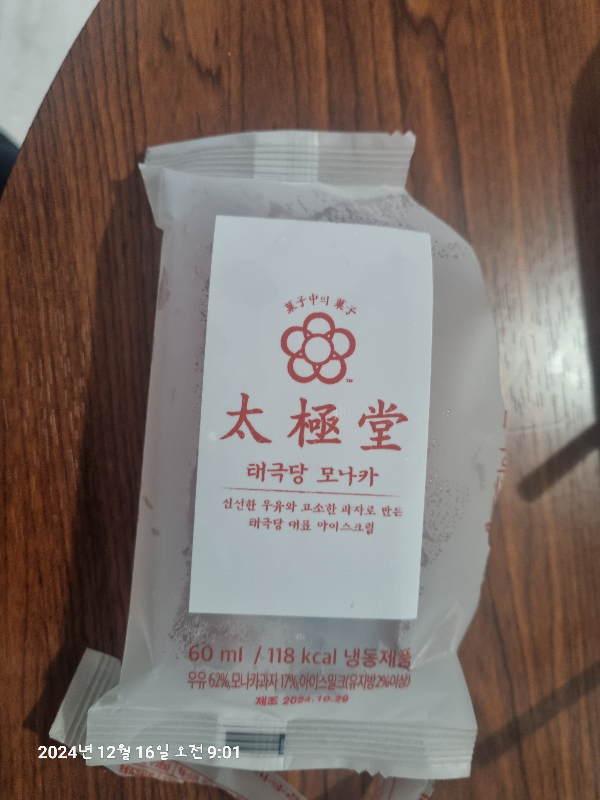 菓子中의 菓子
TM
太極堂
태극당 모나카
신선한 우유와 고소한 과자로 만든
태극당 대표 아이스크림
60 ml / 118 kcal 냉동제품
우유 62%,모나카과자 17%,아이스밀크(유지방2%이상)
제조 2024.10.29
2024년 12월 16일 오전 9:01